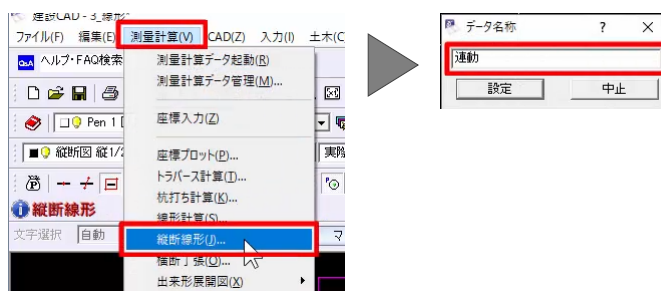 建設CAD - 3_線形
ファイル(F) 編集(E) 測量計算(V) CAD(Z) 入力(I) 土木(C
Q&A ヘルプ・FAQ検索
測量計算データ起動(R)
測量計算データ管理(M)...
座標入力(Z)
Pen 1
縦断図 縦1/2
実際
座標プロット(P)...
トラバース計算(T)...
杭打ち計算(K)...
線形計算(S)...
縦断線形
文字選択 自動
縦断線形(J)...
マ
横断丁張(O)...
出来形展開図(X)
データ名称 ? ×
連動
設定 中止